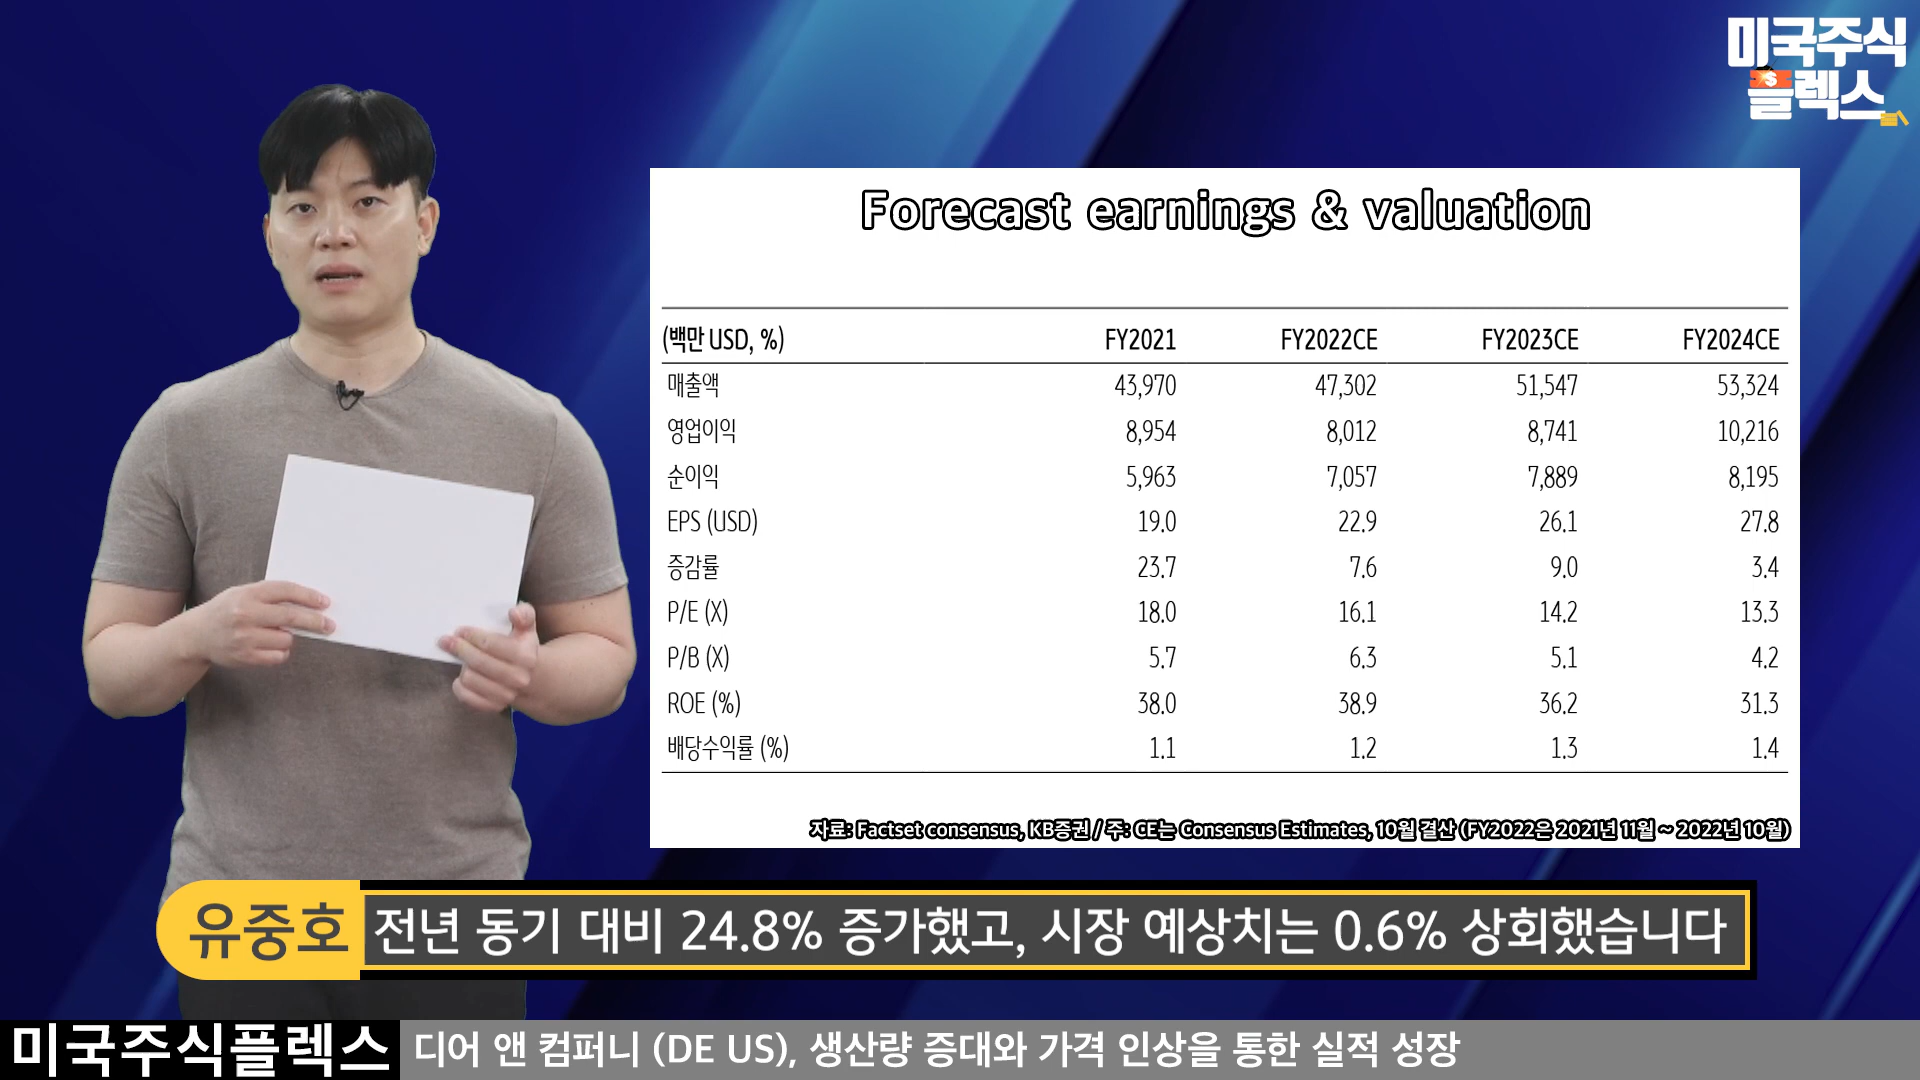 미국주식
플렉스
Forecast earnings & valuation
(백만 USD, %) FY2021 FY2022CE FY2023CE FY2024CE
매출액 43,970 47,302 51,547 53,324
영업이익 8,954 8,012 8,741 10,216
순이익 5,963 7,057 7,889 8,195
EPS (USD) 19.0 22.9 26.1 27.8
증감률 23.7 7.6 9.0 3.4
P/E (X) 18.0 16.1 14.2 13.3
P/B (X) 5.7 6.3 5.1 4.2
ROE (%) 38.0 38.9 36.2 31.3
배당수익률 (%) 1.1 1.2 1.3 1.4
자료: Factset consensus, KB증권 / 주: CE는 Consensus Estimates, 10월 결산 (FY2022은 2021년 11월 ~ 2022년 10월)
유중호 전년 동기 대비 24.8% 증가했고, 시장 예상치는 0.6% 상회했습니다
미국주식플렉스 디어 앤 컴퍼니 (DE US), 생산량 증대와 가격 인상을 통한 실적 성장